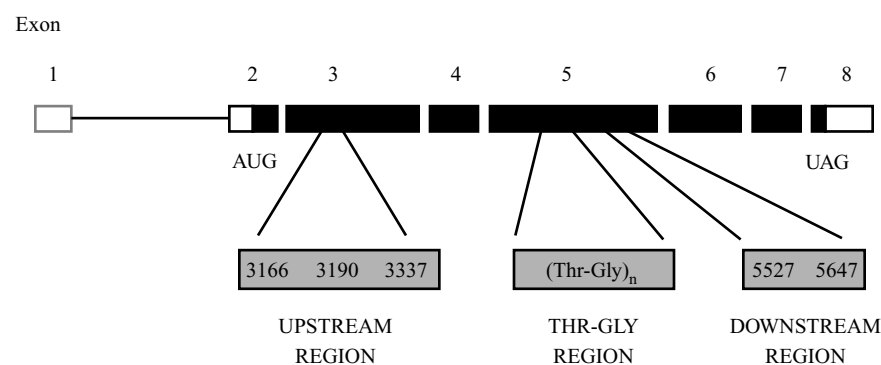 Exon
1 2 3 4 5 6 7 8
AUG UAG
3166 3190 3337 (Thr-Gly)n 5527 5647
UPSTREAM THR-GLY DOWNSTREAM
REGION REGION REGION